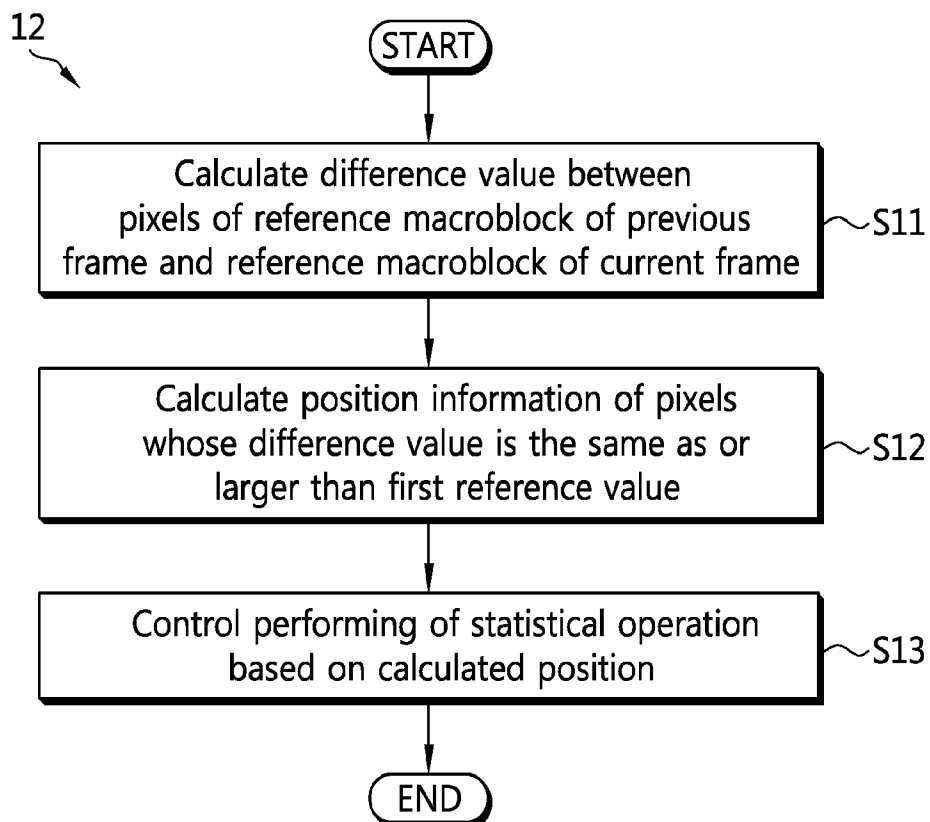 12
START
Calculate difference value between
pixels of reference macroblock of previous
frame and reference macroblock of current frame
S11
Calculate position information of pixels
whose difference value is the same as or
larger than first reference value
S12
Control performing of statistical operation
based on calculated position
S13
END